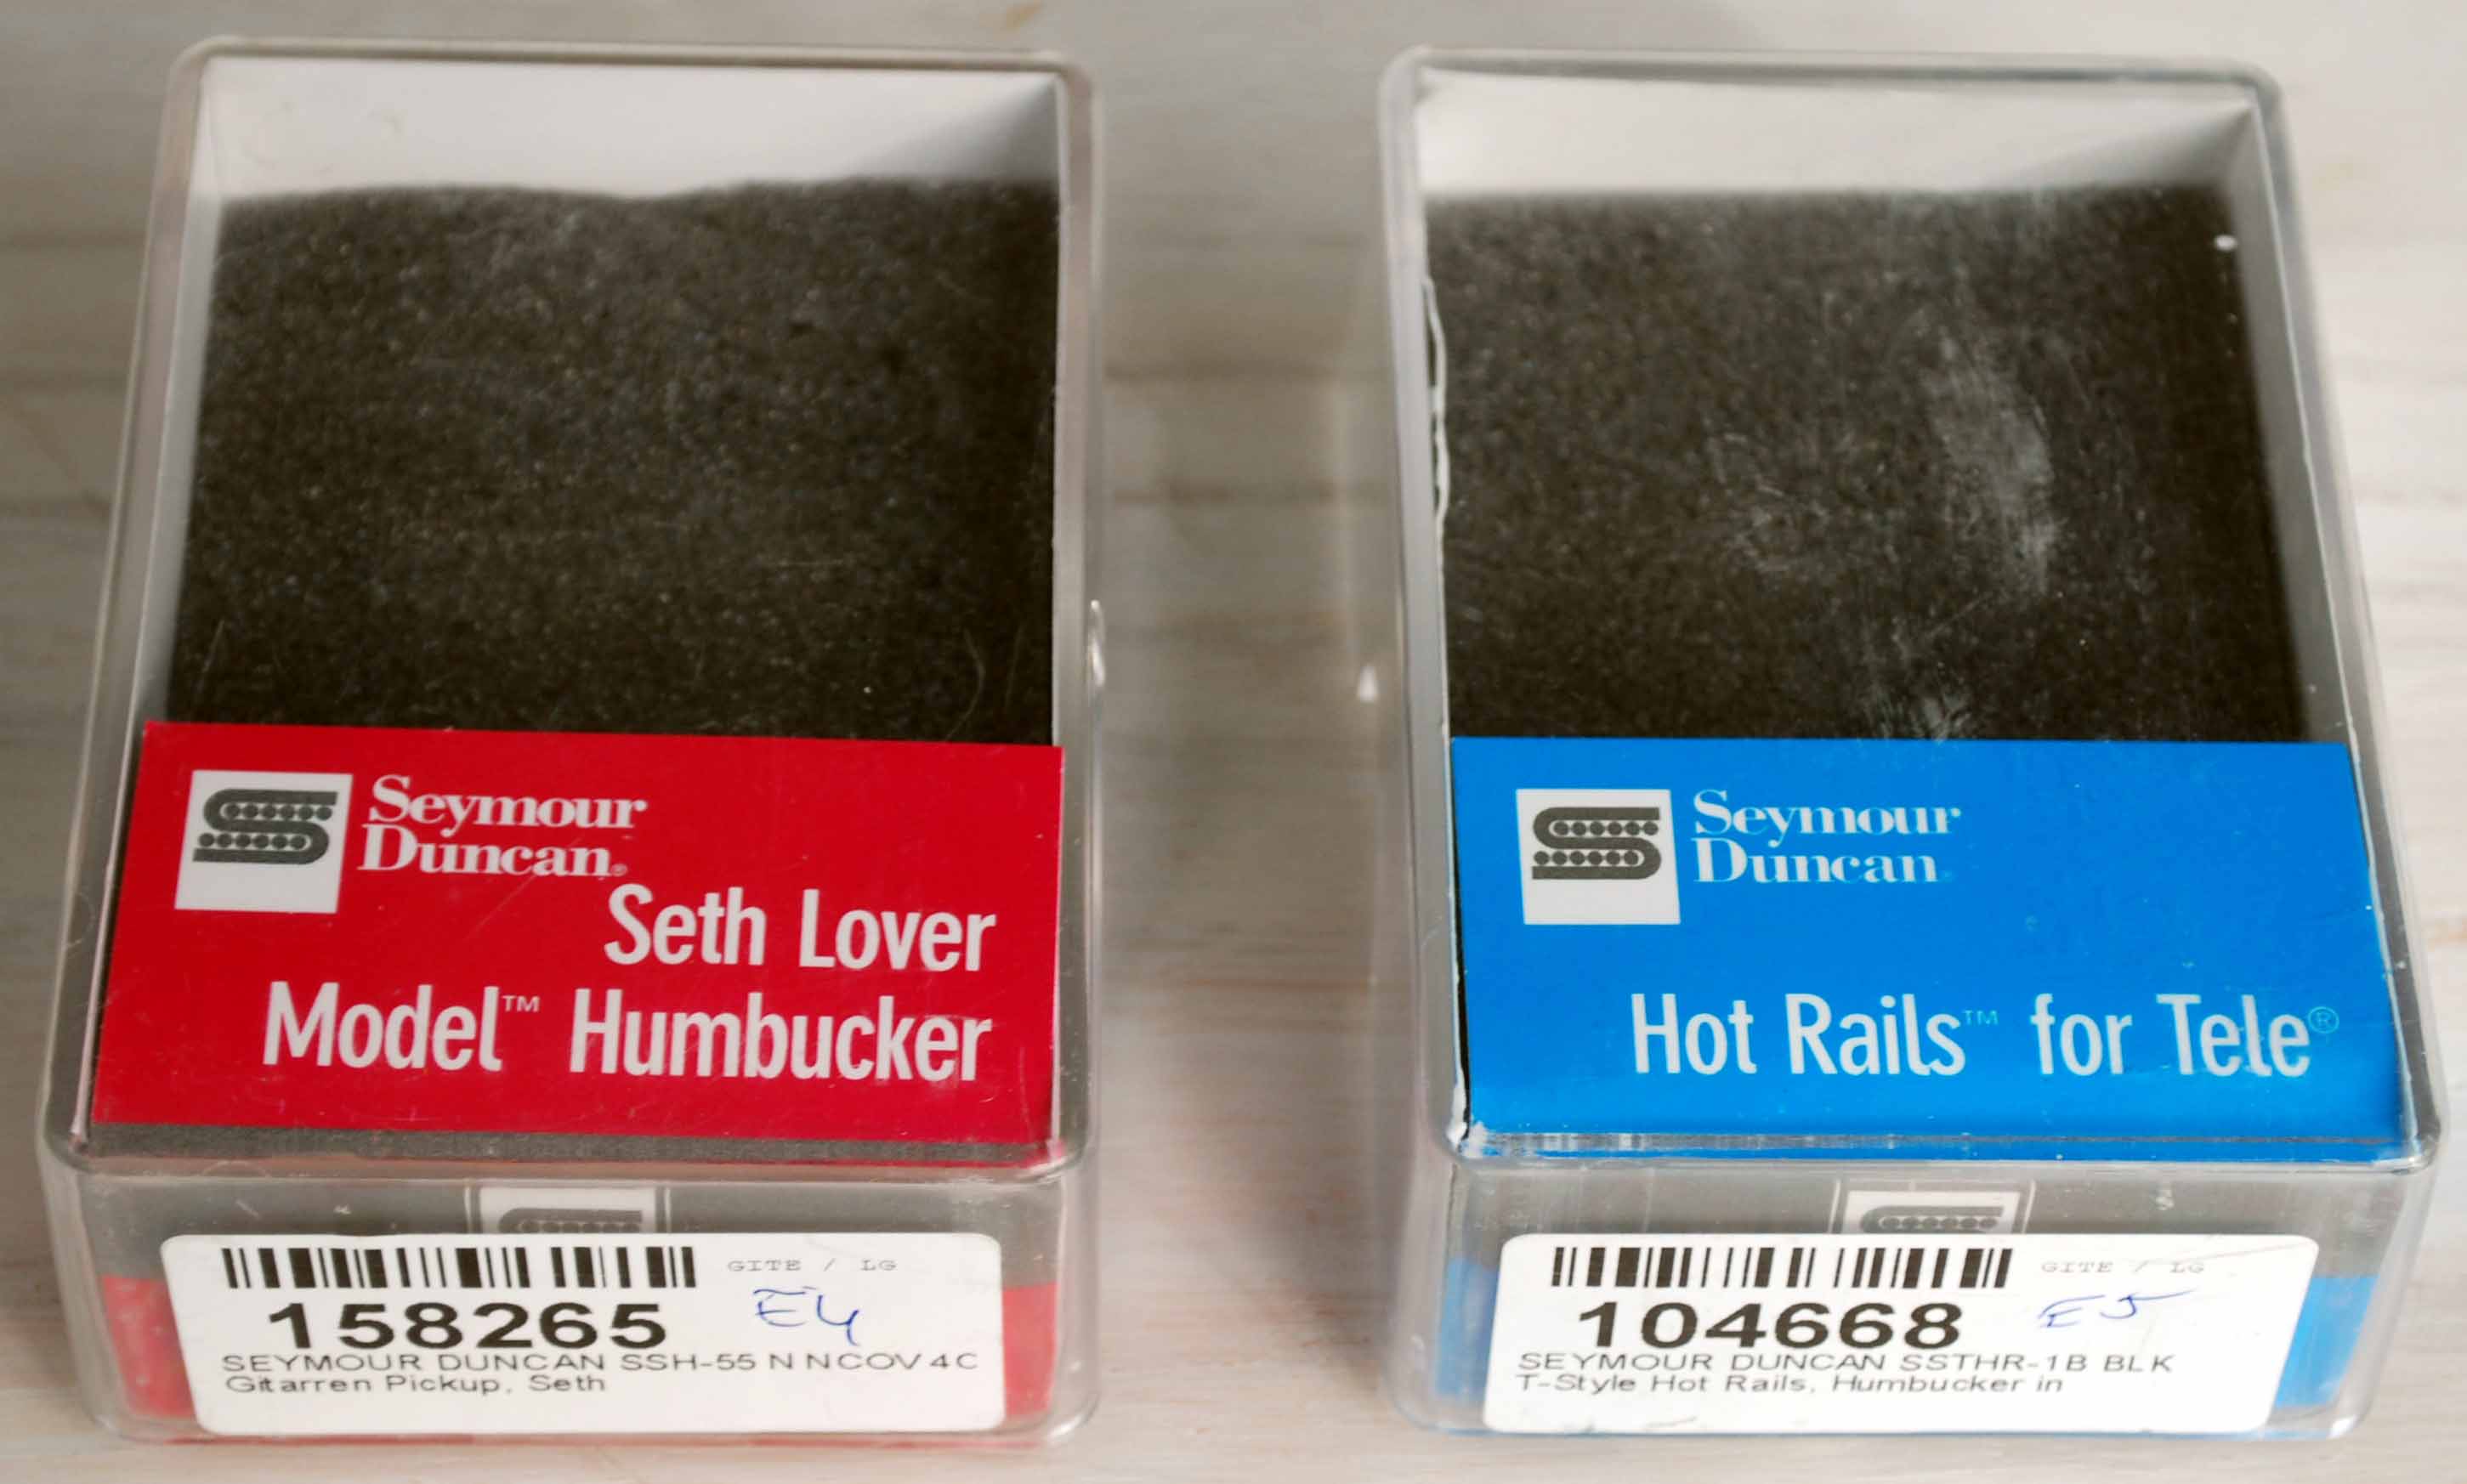 Seymour
Duncan®
Seth Lover
Model™ Humbucker
GITE / LG
158265
E4
SEYMOUR DUNCAN SSH-55 N NCOV 4C
Gitarren Pickup, Seth
Seymour
Duncan
Hot Rails™ for Tele®
GITE / LG
104668
E5
SEYMOUR DUNCAN SSTHR-1B BLK
T-Style Hot Rails, Humbucker in